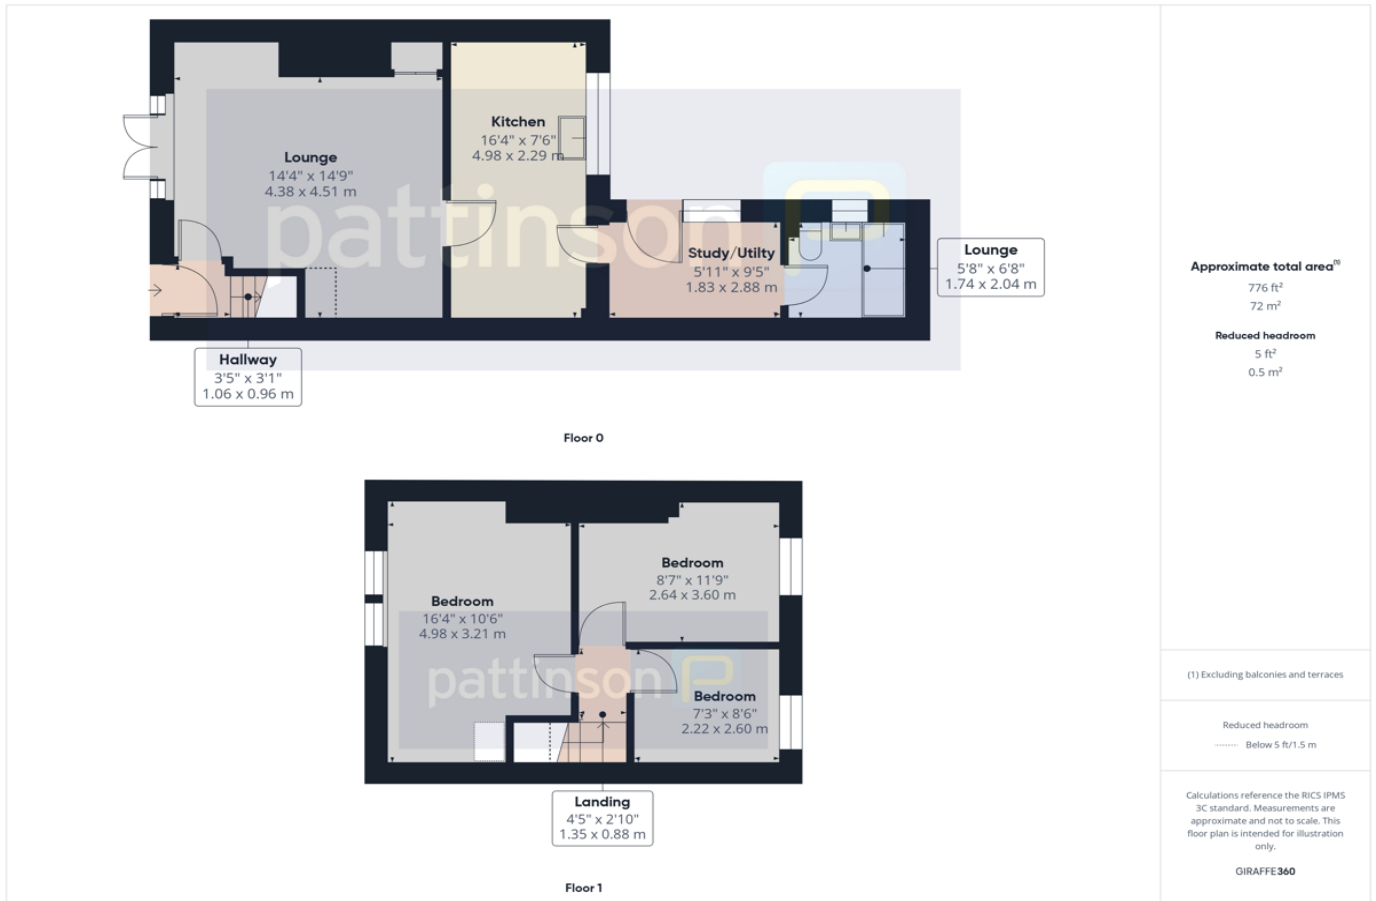 Lounge
14'4" x 14'9"
4.38 x 4.51 m
Kitchen
16'4" x 7'6"
4.98 x 2.29 m
pattinson
Study/Utilty
5'11" x 9'5"
1.83 x 2.88 m
Lounge
5'8" x 6'8"
1.74 x 2.04 m
Hallway
3'5" x 3'1"
1.06 x 0.96 m
Floor 0
Bedroom
16'4" x 10'6"
4.98 x 3.21 m
Bedroom
8'7" x 11'9"
2.64 x 3.60 m
pattinson
Bedroom
7'3" x 8'6"
2.22 x 2.60 m
Landing
4'5" x 2'10"
1.35 x 0.88 m
Floor 1
Approximate total area(1)
776 ft²
72 m²
Reduced headroom
5 ft²
0.5 m²
(1) Excluding balconies and terraces
Reduced headroom
Below 5 ft/1.5 m
Calculations reference the RICS IPMS
3C standard. Measurements are
approximate and not to scale. This
floor plan is intended for illustration
only.
GIRAFFE360